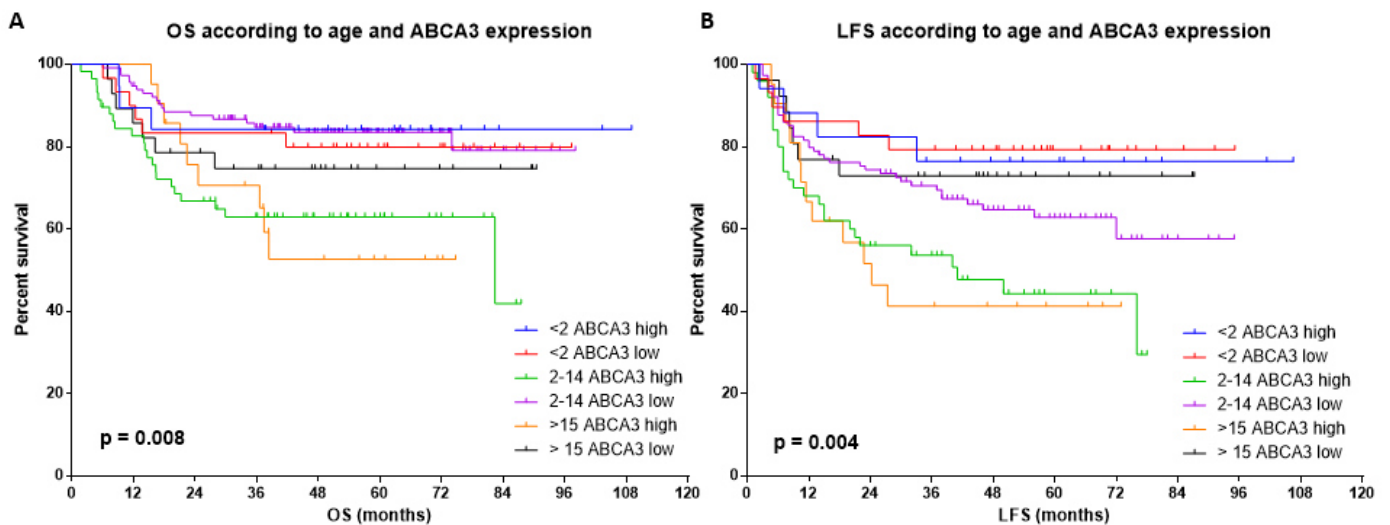 A
OS according to age and ABCA3 expression
100
80
60
40
20
0
Percent survival
<2 ABCA3 high
<2 ABCA3 low
2-14 ABCA3 high
2-14 ABCA3 low
>15 ABCA3 high
> 15 ABCA3 low
p = 0.008
0 12 24 36 48 60 72 84 96 108 120
OS (months)
B
LFS according to age and ABCA3 expression
100
80
60
40
20
0
Percent survival
<2 ABCA3 high
<2 ABCA3 low
2-14 ABCA3 high
2-14 ABCA3 low
>15 ABCA3 high
> 15 ABCA3 low
p = 0.004
0 12 24 36 48 60 72 84 96 108 120
LFS (months)